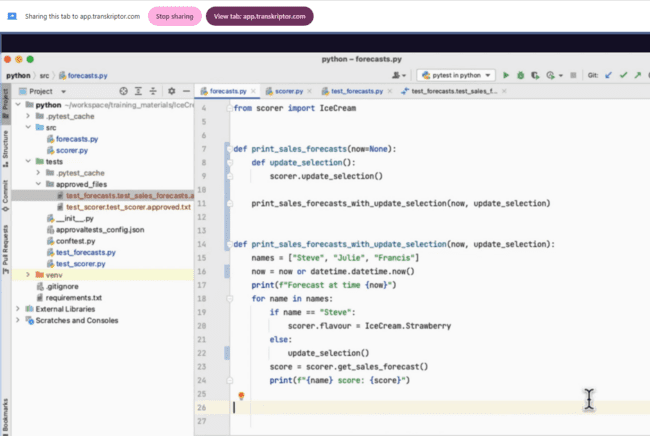 Sharing this tab to app.transkriptor.com
Stop sharing
View tab: app.transkriptor.com
python – forecasts.py
python
src
forecasts.py
pytest in python
Git:
Project
forecasts.py
scorer.py
test_forecasts.py
test_forecasts.test_sales_f...
Project
Structure
Commit
Pull Requests
Bookmarks
python ~/workspace/training_materials/IceCr
.pytest_cache
src
forecasts.py
scorer.py
tests
.pytest_cache
approved_files
test_forecasts.test_sales_forecasts.a
test_scorer.test_scorer.approved.txt
__init__.py
approvaltests_config.json
conftest.py
test_forecasts.py
test_scorer.py
venv
.gitignore
requirements.txt
External Libraries
Scratches and Consoles
4 from scorer import IceCream
5
6
7 def print_sales_forecasts(now=None):
8 def update_selection():
9 scorer.update_selection()
10
11 print_sales_forecasts_with_update_selection(now, update_selection)
12
13
14 def print_sales_forecasts_with_update_selection(now, update_selection):
15 names = ["Steve", "Julie", "Francis"]
16 now = now or datetime.datetime.now()
17 print(f"Forecast at time {now}")
18 for name in names:
19 if name == "Steve":
20 scorer.flavour = IceCream.Strawberry
21 else:
22 update_selection()
23 score = scorer.get_sales_forecast()
24 print(f"{name} score: {score}")
25
26
27